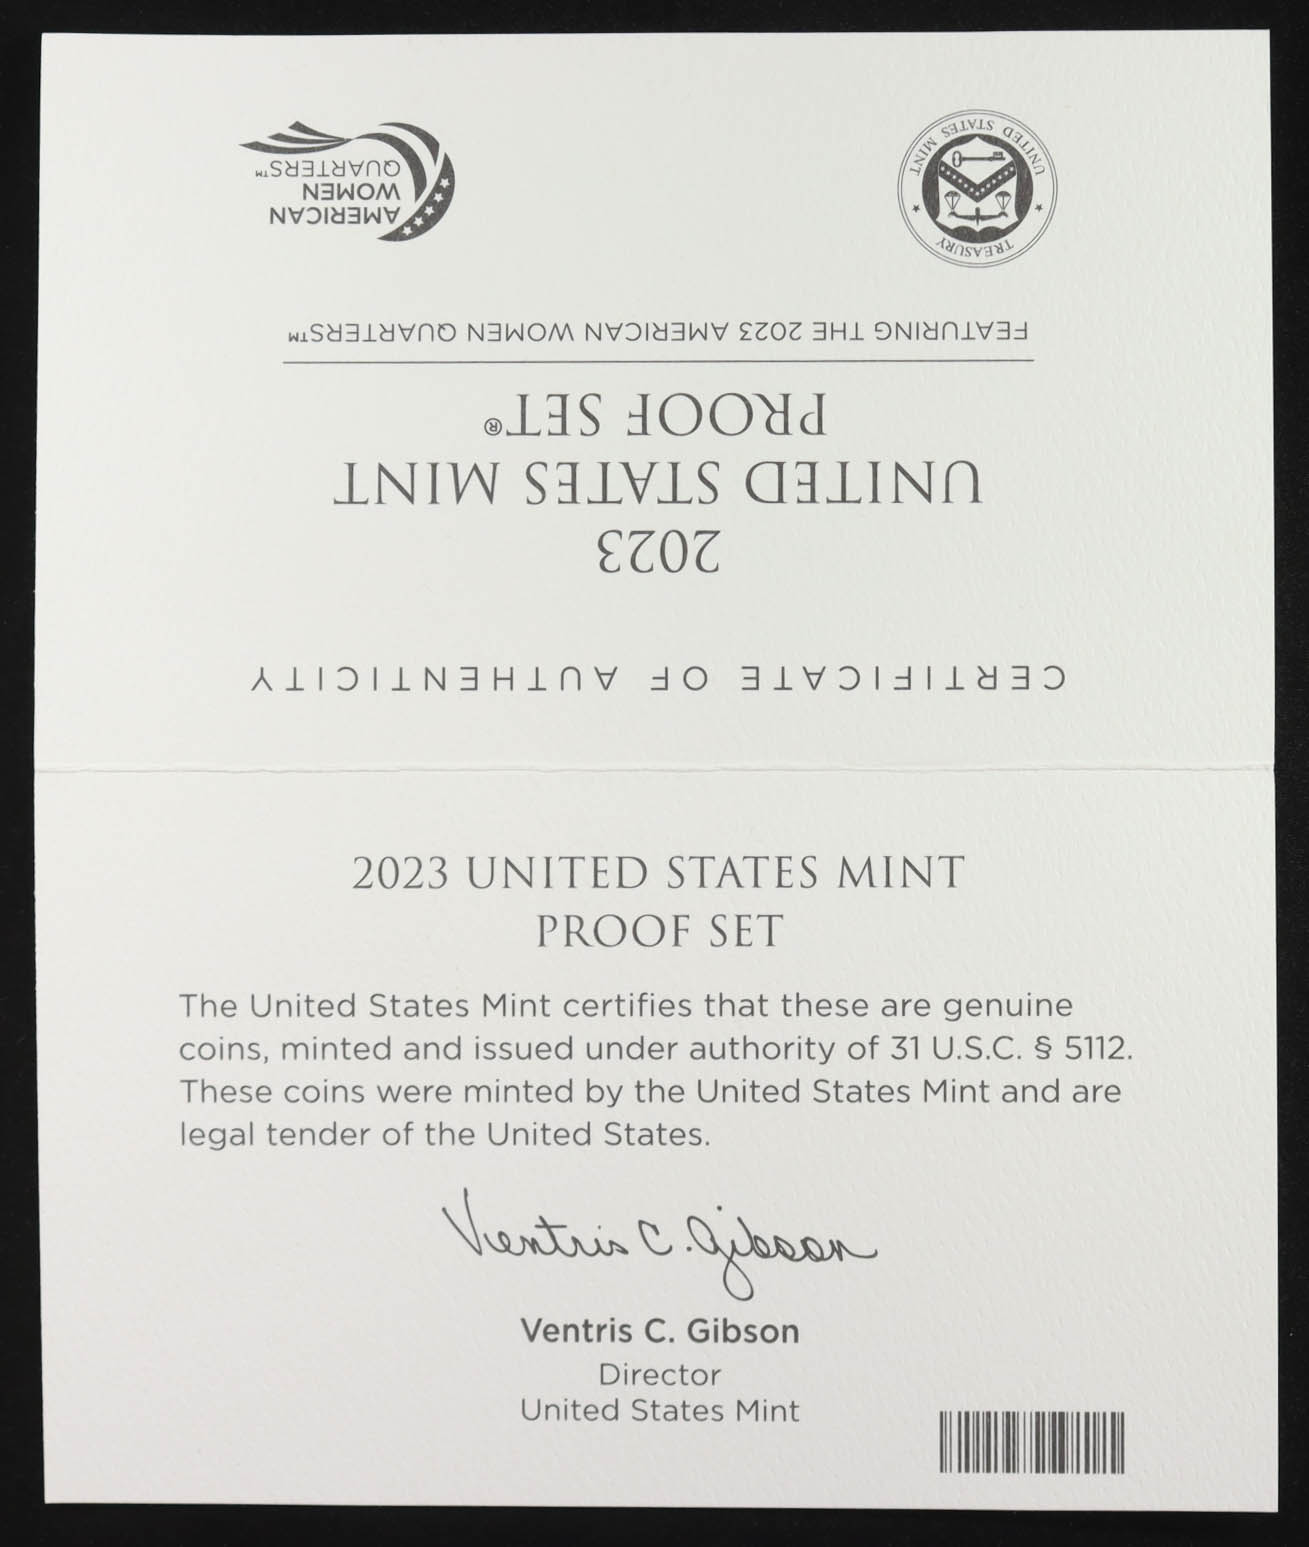 CERTIFICATE OF AUTHENTICITY
2023
UNITED STATES MINT
PROOF SET®
FEATURING THE 2023 AMERICAN WOMEN QUARTERS™
TREASURY
UNITED STATES MINT
AMERICAN
WOMEN
QUARTERS™
2023 UNITED STATES MINT
PROOF SET
The United States Mint certifies that these are genuine
coins, minted and issued under authority of 31 U.S.C. § 5112.
These coins were minted by the United States Mint and are
legal tender of the United States.
Ventris C. Gibson
Ventris C. Gibson
Director
United States Mint